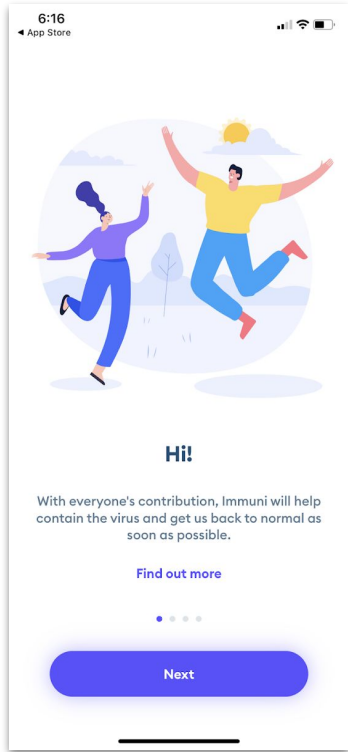 6:16
◀ App Store
Hi!
With everyone's contribution, Immuni will help
contain the virus and get us back to normal as
soon as possible.
Find out more
Next